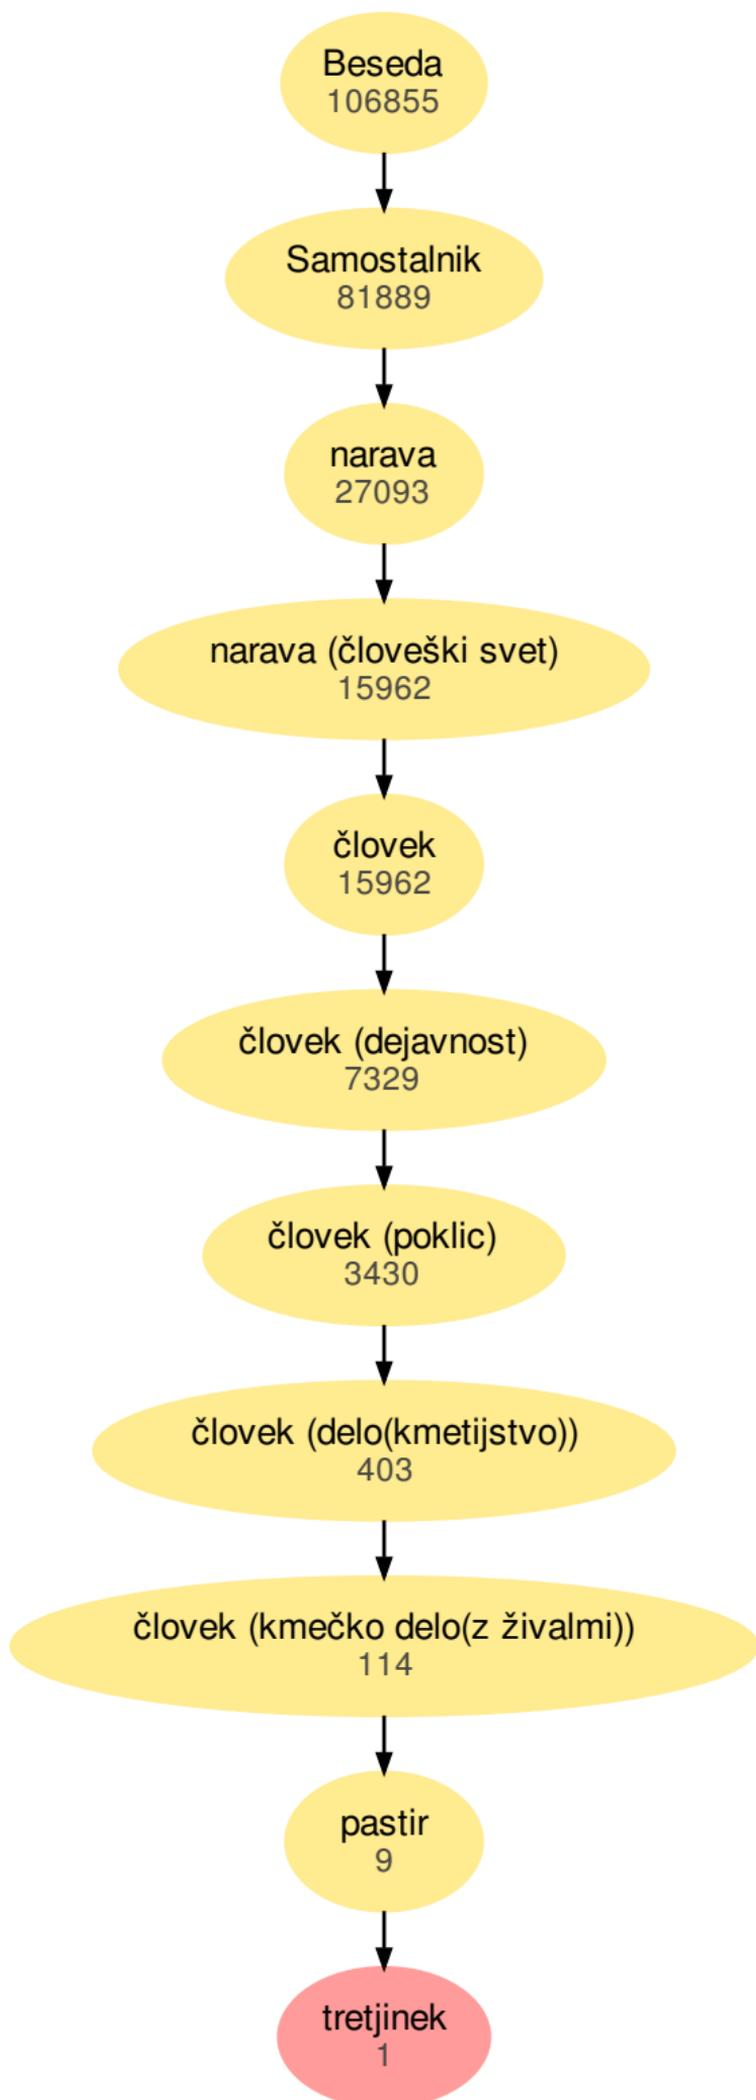 Beseda
106855
Samostalnik
81889
narava
27093
narava (človeški svet)
15962
človek
15962
človek (dejavnost)
7329
človek (poklic)
3430
človek (delo(kmetijstvo))
403
človek (kmečko delo(z živalmi))
114
pastir
9
tretjinek
1